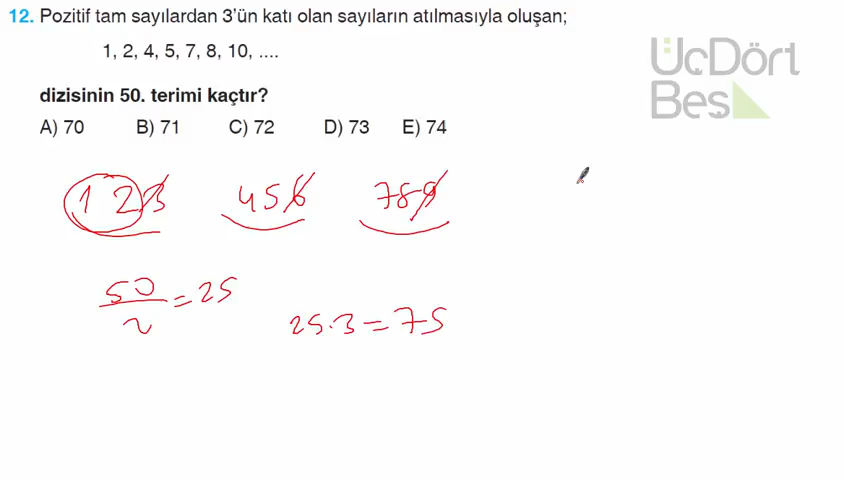 12. Pozitif tam sayılardan 3'ün katı olan sayıların atılmasıyla oluşan;
1, 2, 4, 5, 7, 8, 10, ....
dizisinin 50. terimi kaçtır?
A) 70 B) 71 C) 72 D) 73 E) 74
ÜçDört
Beş
1 2 3 4 5 6 7 8 9
50/2 = 25
25.3 = 75